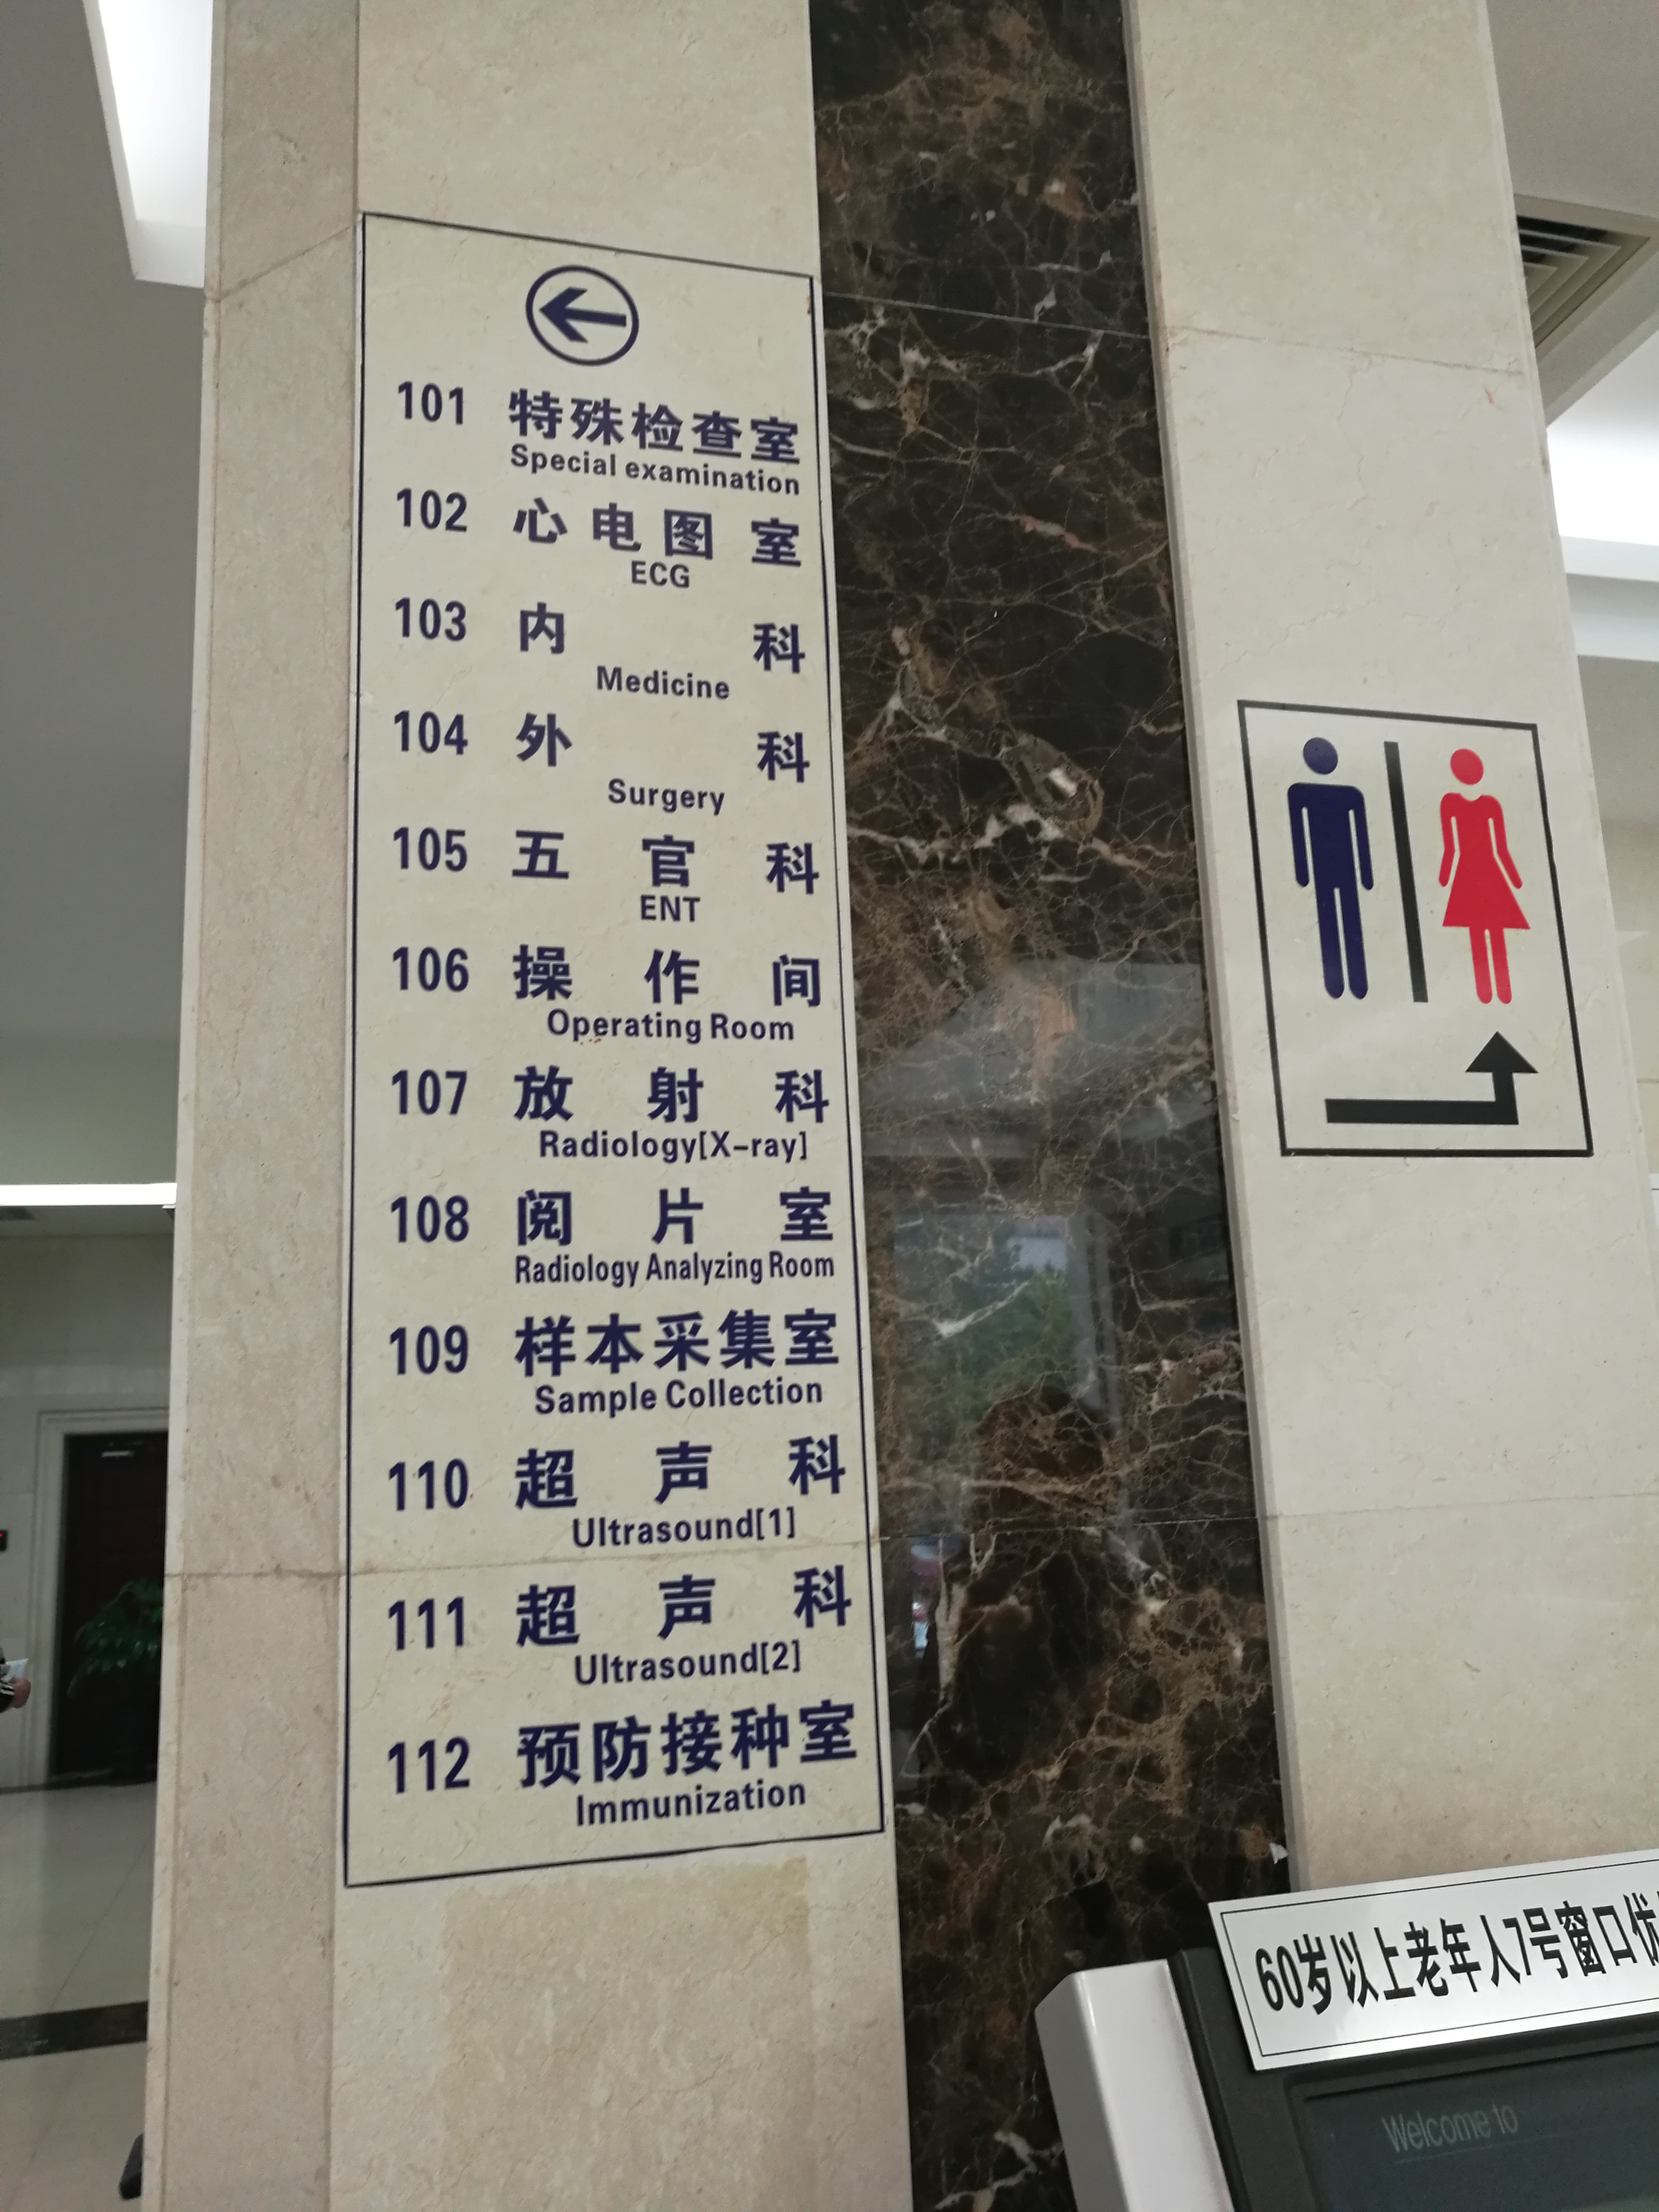 101 特殊检查室
Special examination
102 心电图室
ECG
103 内科
Medicine
104 外科
Surgery
105 五官科
ENT
106 操作间
Operating Room
107 放射科
Radiology[X-ray]
108 阅片室
Radiology Analyzing Room
109 样本采集室
Sample Collection
110 超声科
Ultrasound[1]
111 超声科
Ultrasound[2]
112 预防接种室
Immunization
60岁以上老年人7号窗口优
Welcome to